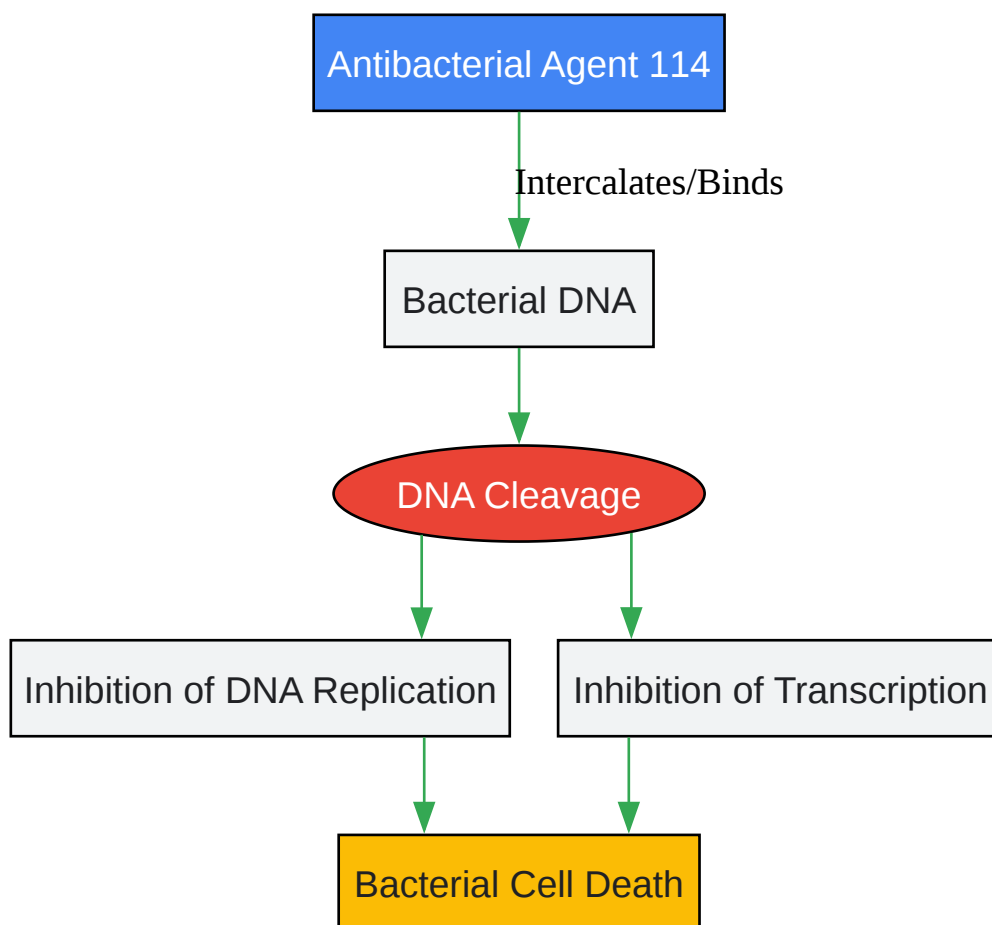 Antibacterial Agent 114
Intercalates/Binds
Bacterial DNA
DNA Cleavage
Inhibition of DNA Replication
Inhibition of Transcription
Bacterial Cell Death